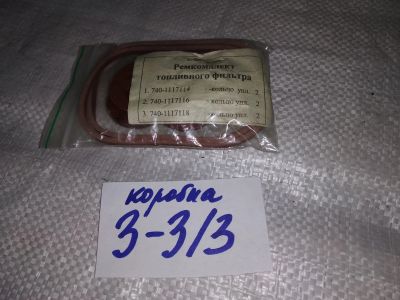 Ремкомплект
топливного фильтра
1. 740-1117114 -кольцо упл. 2
2. 740-1117116 -кольцо упл. 2
3. 740-1117118 -кольцо упл. 2
коробка
3-3/3